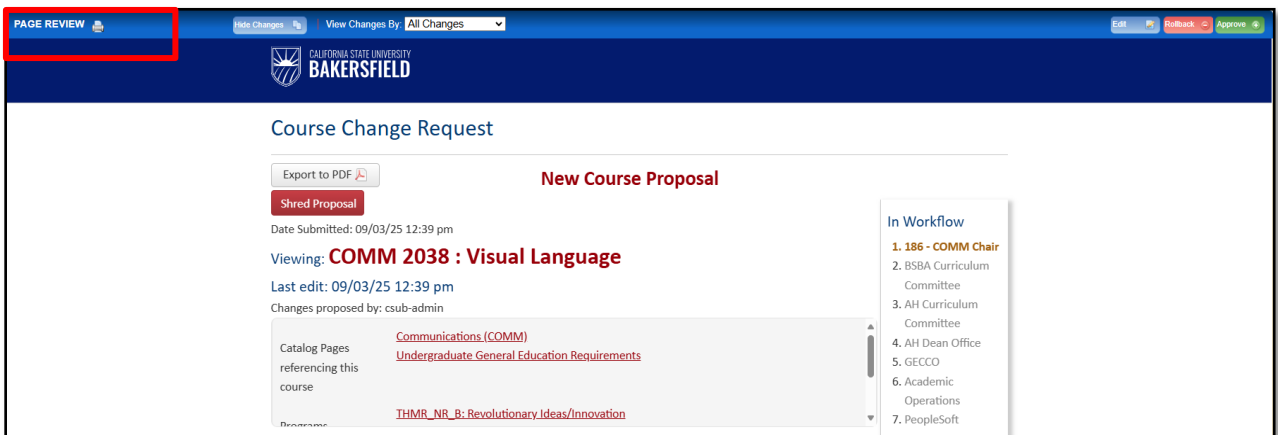 PAGE REVIEW
Hide Changes
View Changes By: All Changes
Edit
Rollback
Approve
CALIFORNIA STATE UNIVERSITY
BAKERSFIELD
Course Change Request
Export to PDF
New Course Proposal
Shred Proposal
Date Submitted: 09/03/25 12:39 pm
Viewing: COMM 2038 : Visual Language
Last edit: 09/03/25 12:39 pm
Changes proposed by: csub-admin
Catalog Pages
referencing this
course
Communications (COMM)
Undergraduate General Education Requirements
Programs
THMR_NR_B: Revolutionary Ideas/Innovation
In Workflow
1. 186 - COMM Chair
2. BSBA Curriculum
Committee
3. AH Curriculum
Committee
4. AH Dean Office
5. GECCO
6. Academic
Operations
7. PeopleSoft